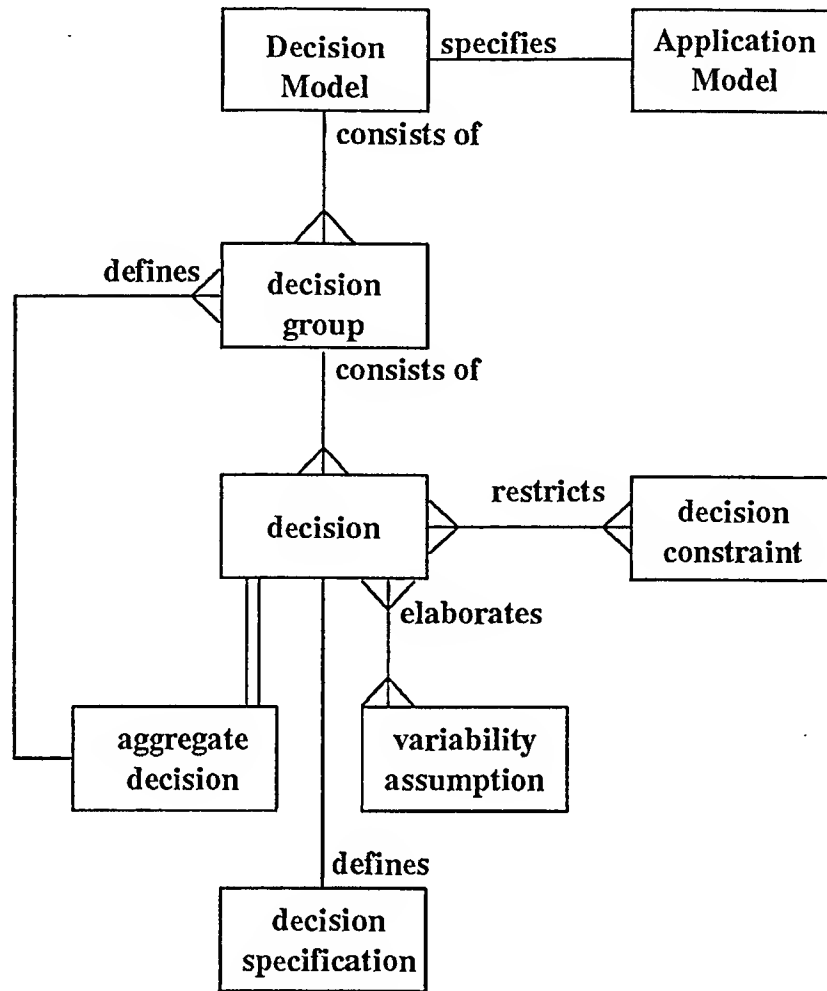 Decision
Model
specifies
Application
Model
consists of
defines
decision
group
consists of
decision
restricts
decision
constraint
elaborates
aggregate
decision
variability
assumption
defines
decision
specification